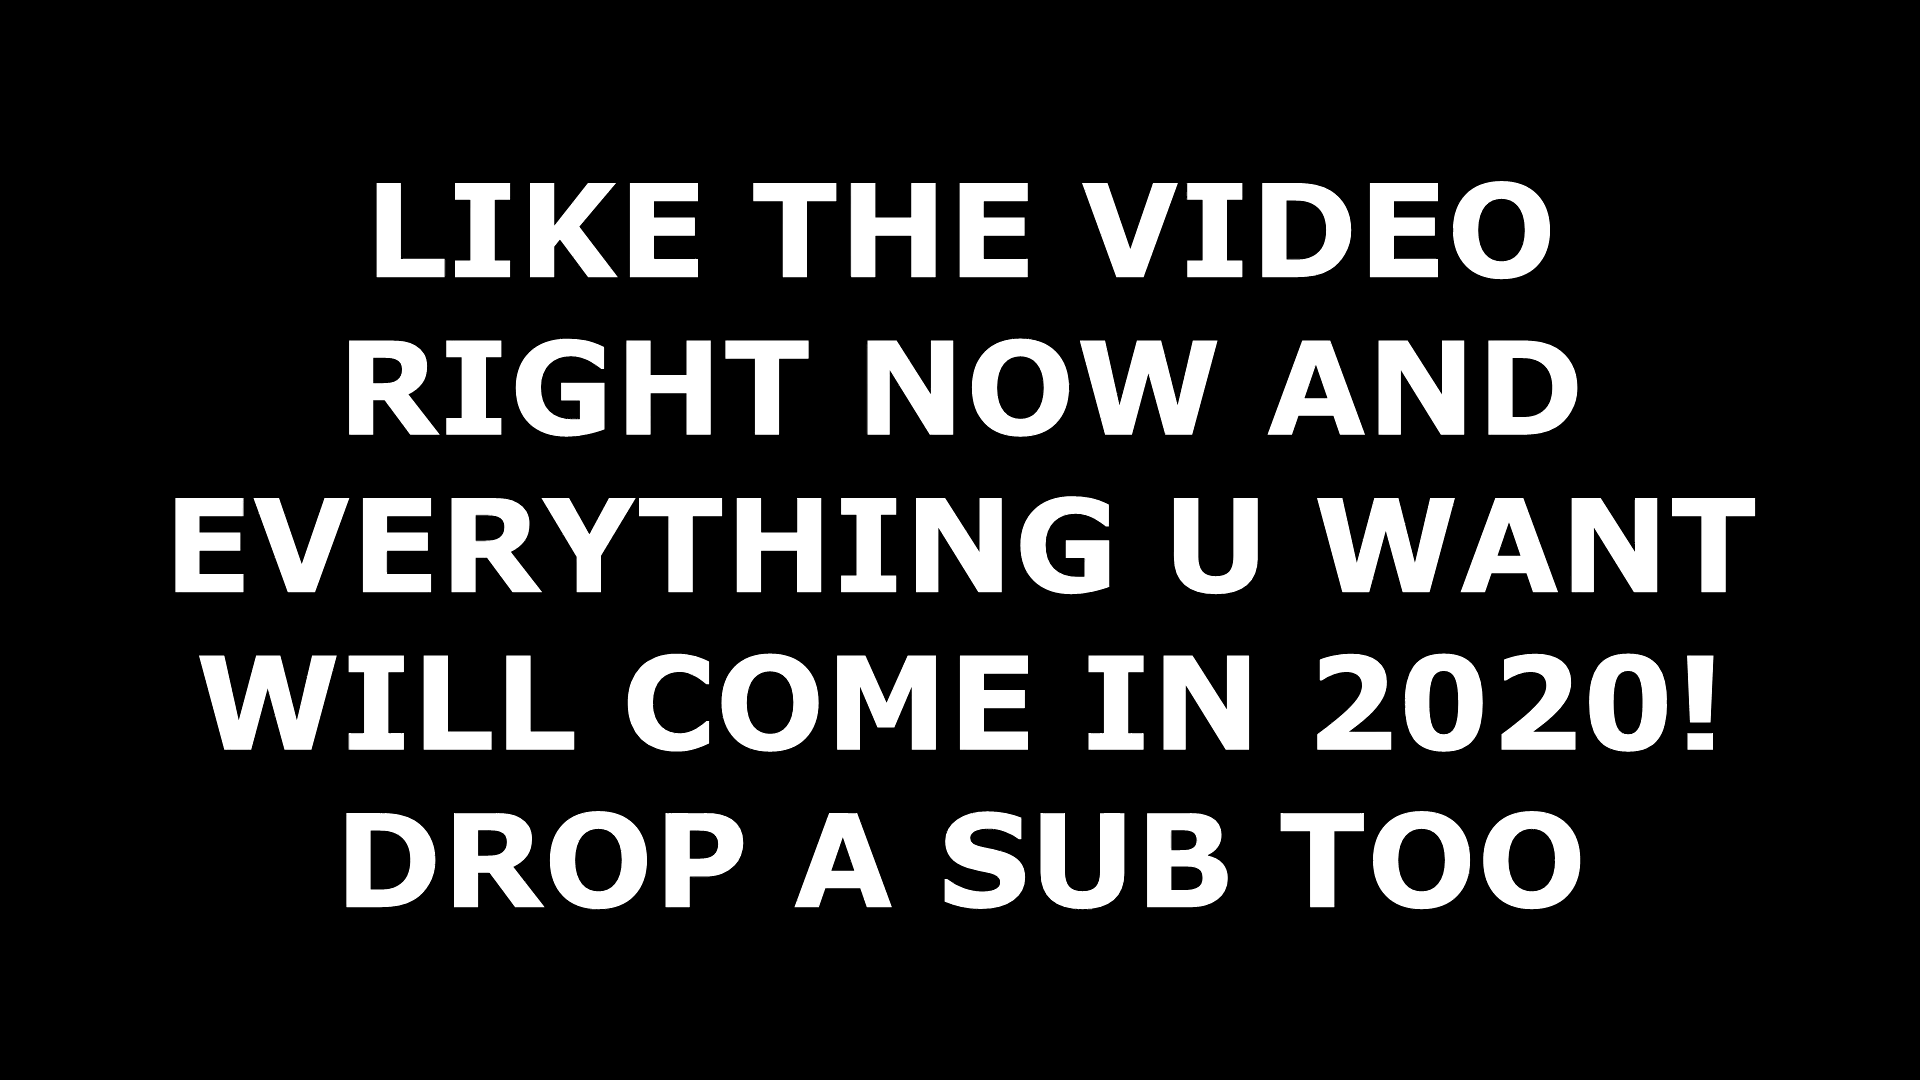 LIKE THE VIDEO
RIGHT NOW AND
EVERYTHING U WANT
WILL COME IN 2020!
DROP A SUB TOO